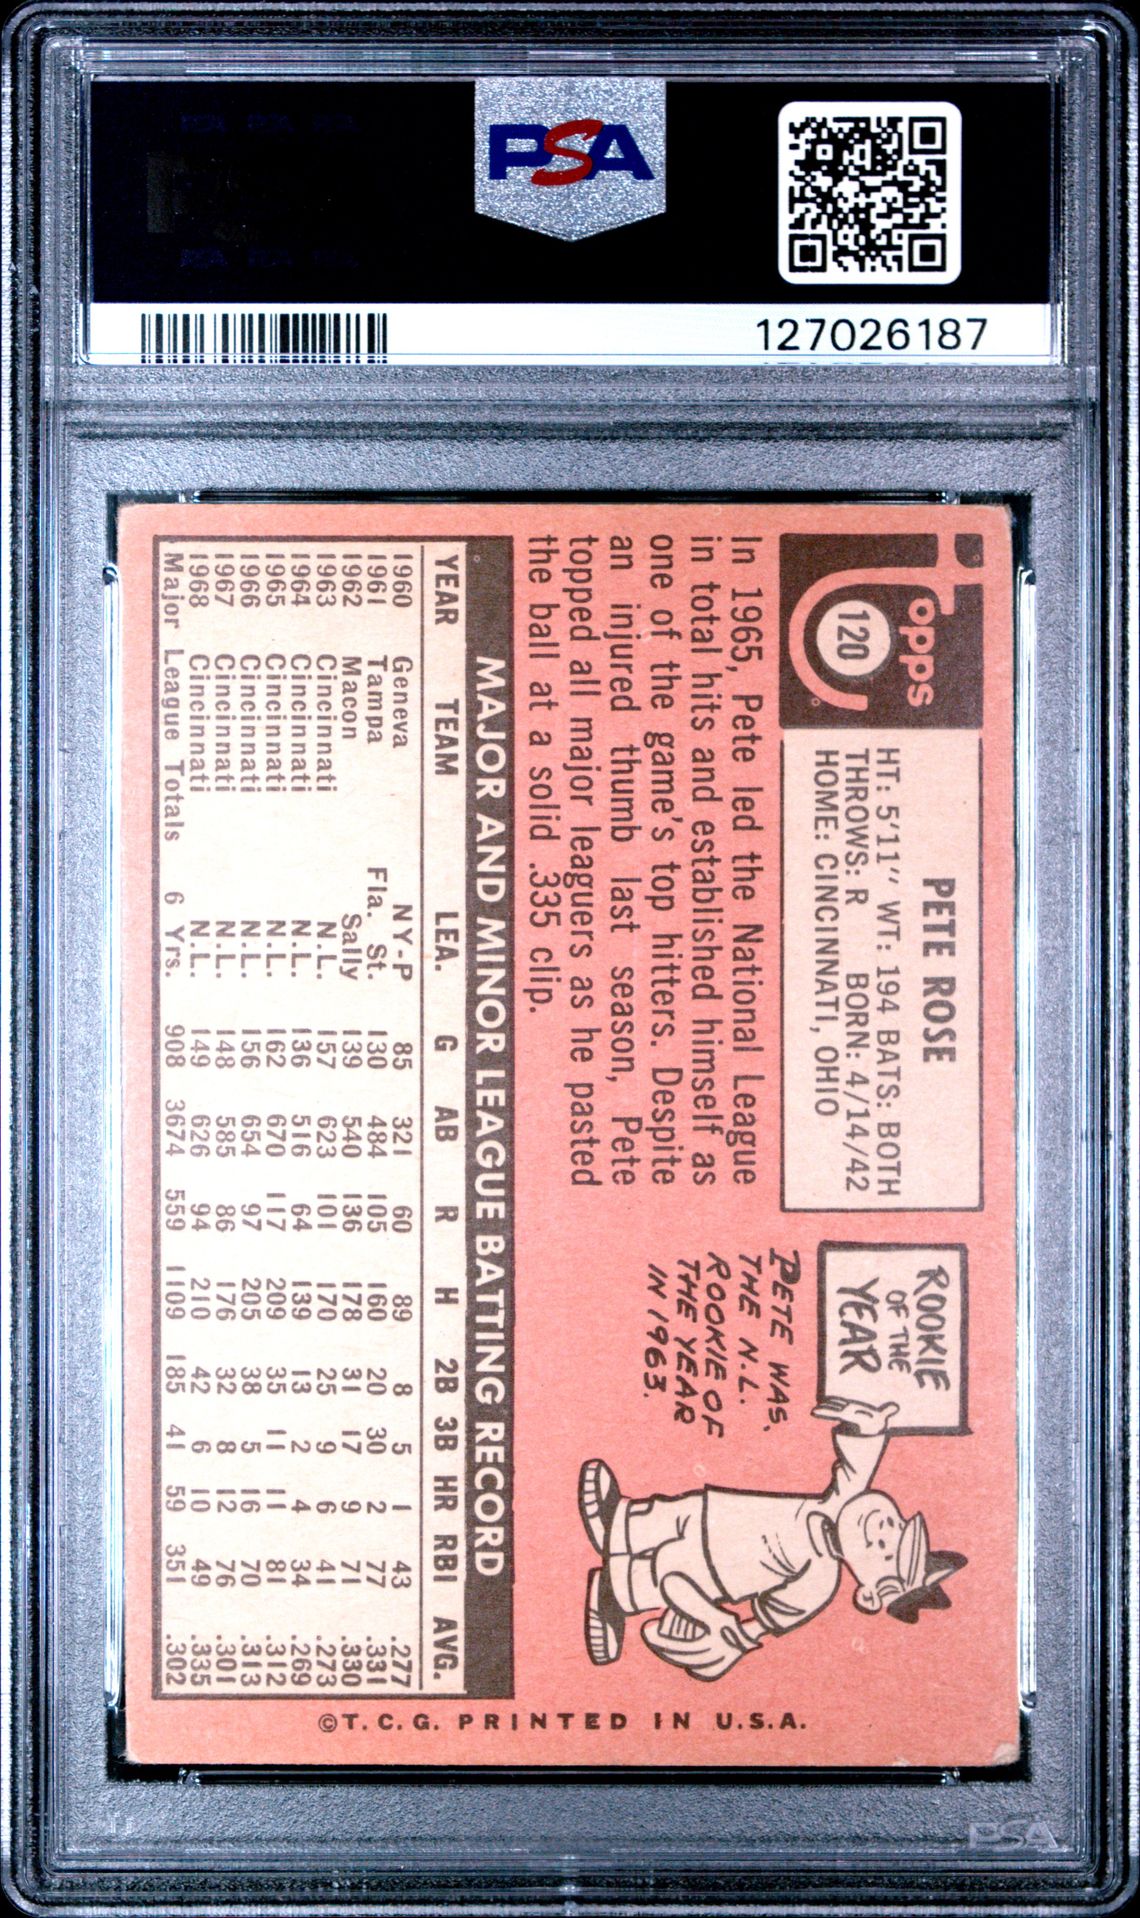 PSA
127026187
Topps
120
PETE ROSE
HT: 5'11" WT: 194 BATS: BOTH
THROWS: R BORN: 4/14/42
HOME: CINCINNATI, OHIO
In 1965, Pete led the National League
in total hits and established himself as
one of the game's top hitters. Despite
an injured thumb last season, Pete
topped all major leaguers as he pasted
the ball at a solid .335 clip.
ROOKIE
OF THE
YEAR
PETE WAS
THE N.L.
ROOKIE OF
THE YEAR
IN 1963.
MAJOR AND MINOR LEAGUE BATTING RECORD
YEAR TEAM LEA. G AB R H 2B 3B HR RBI AVG.
1960 Geneva NY-P 85 321 60 89 8 5 1 43 .277
1961 Tampa Fla. St. 130 484 105 160 20 30 2 77 .331
1962 Macon Sally 139 540 136 178 31 17 9 71 .330
1963 Cincinnati N.L. 157 623 101 170 25 9 6 41 .273
1964 Cincinnati N.L. 136 516 64 139 13 2 4 34 .269
1965 Cincinnati N.L. 162 670 117 209 35 11 11 81 .312
1966 Cincinnati N.L. 156 654 97 205 38 5 16 70 .313
1967 Cincinnati N.L. 148 585 86 176 32 8 12 76 .301
1968 Cincinnati N.L. 149 626 94 210 42 6 10 49 .335
Major League Totals 6 Yrs. 908 3674 559 1109 185 41 59 351 .302
©T.C.G. PRINTED IN U.S.A.
PSA